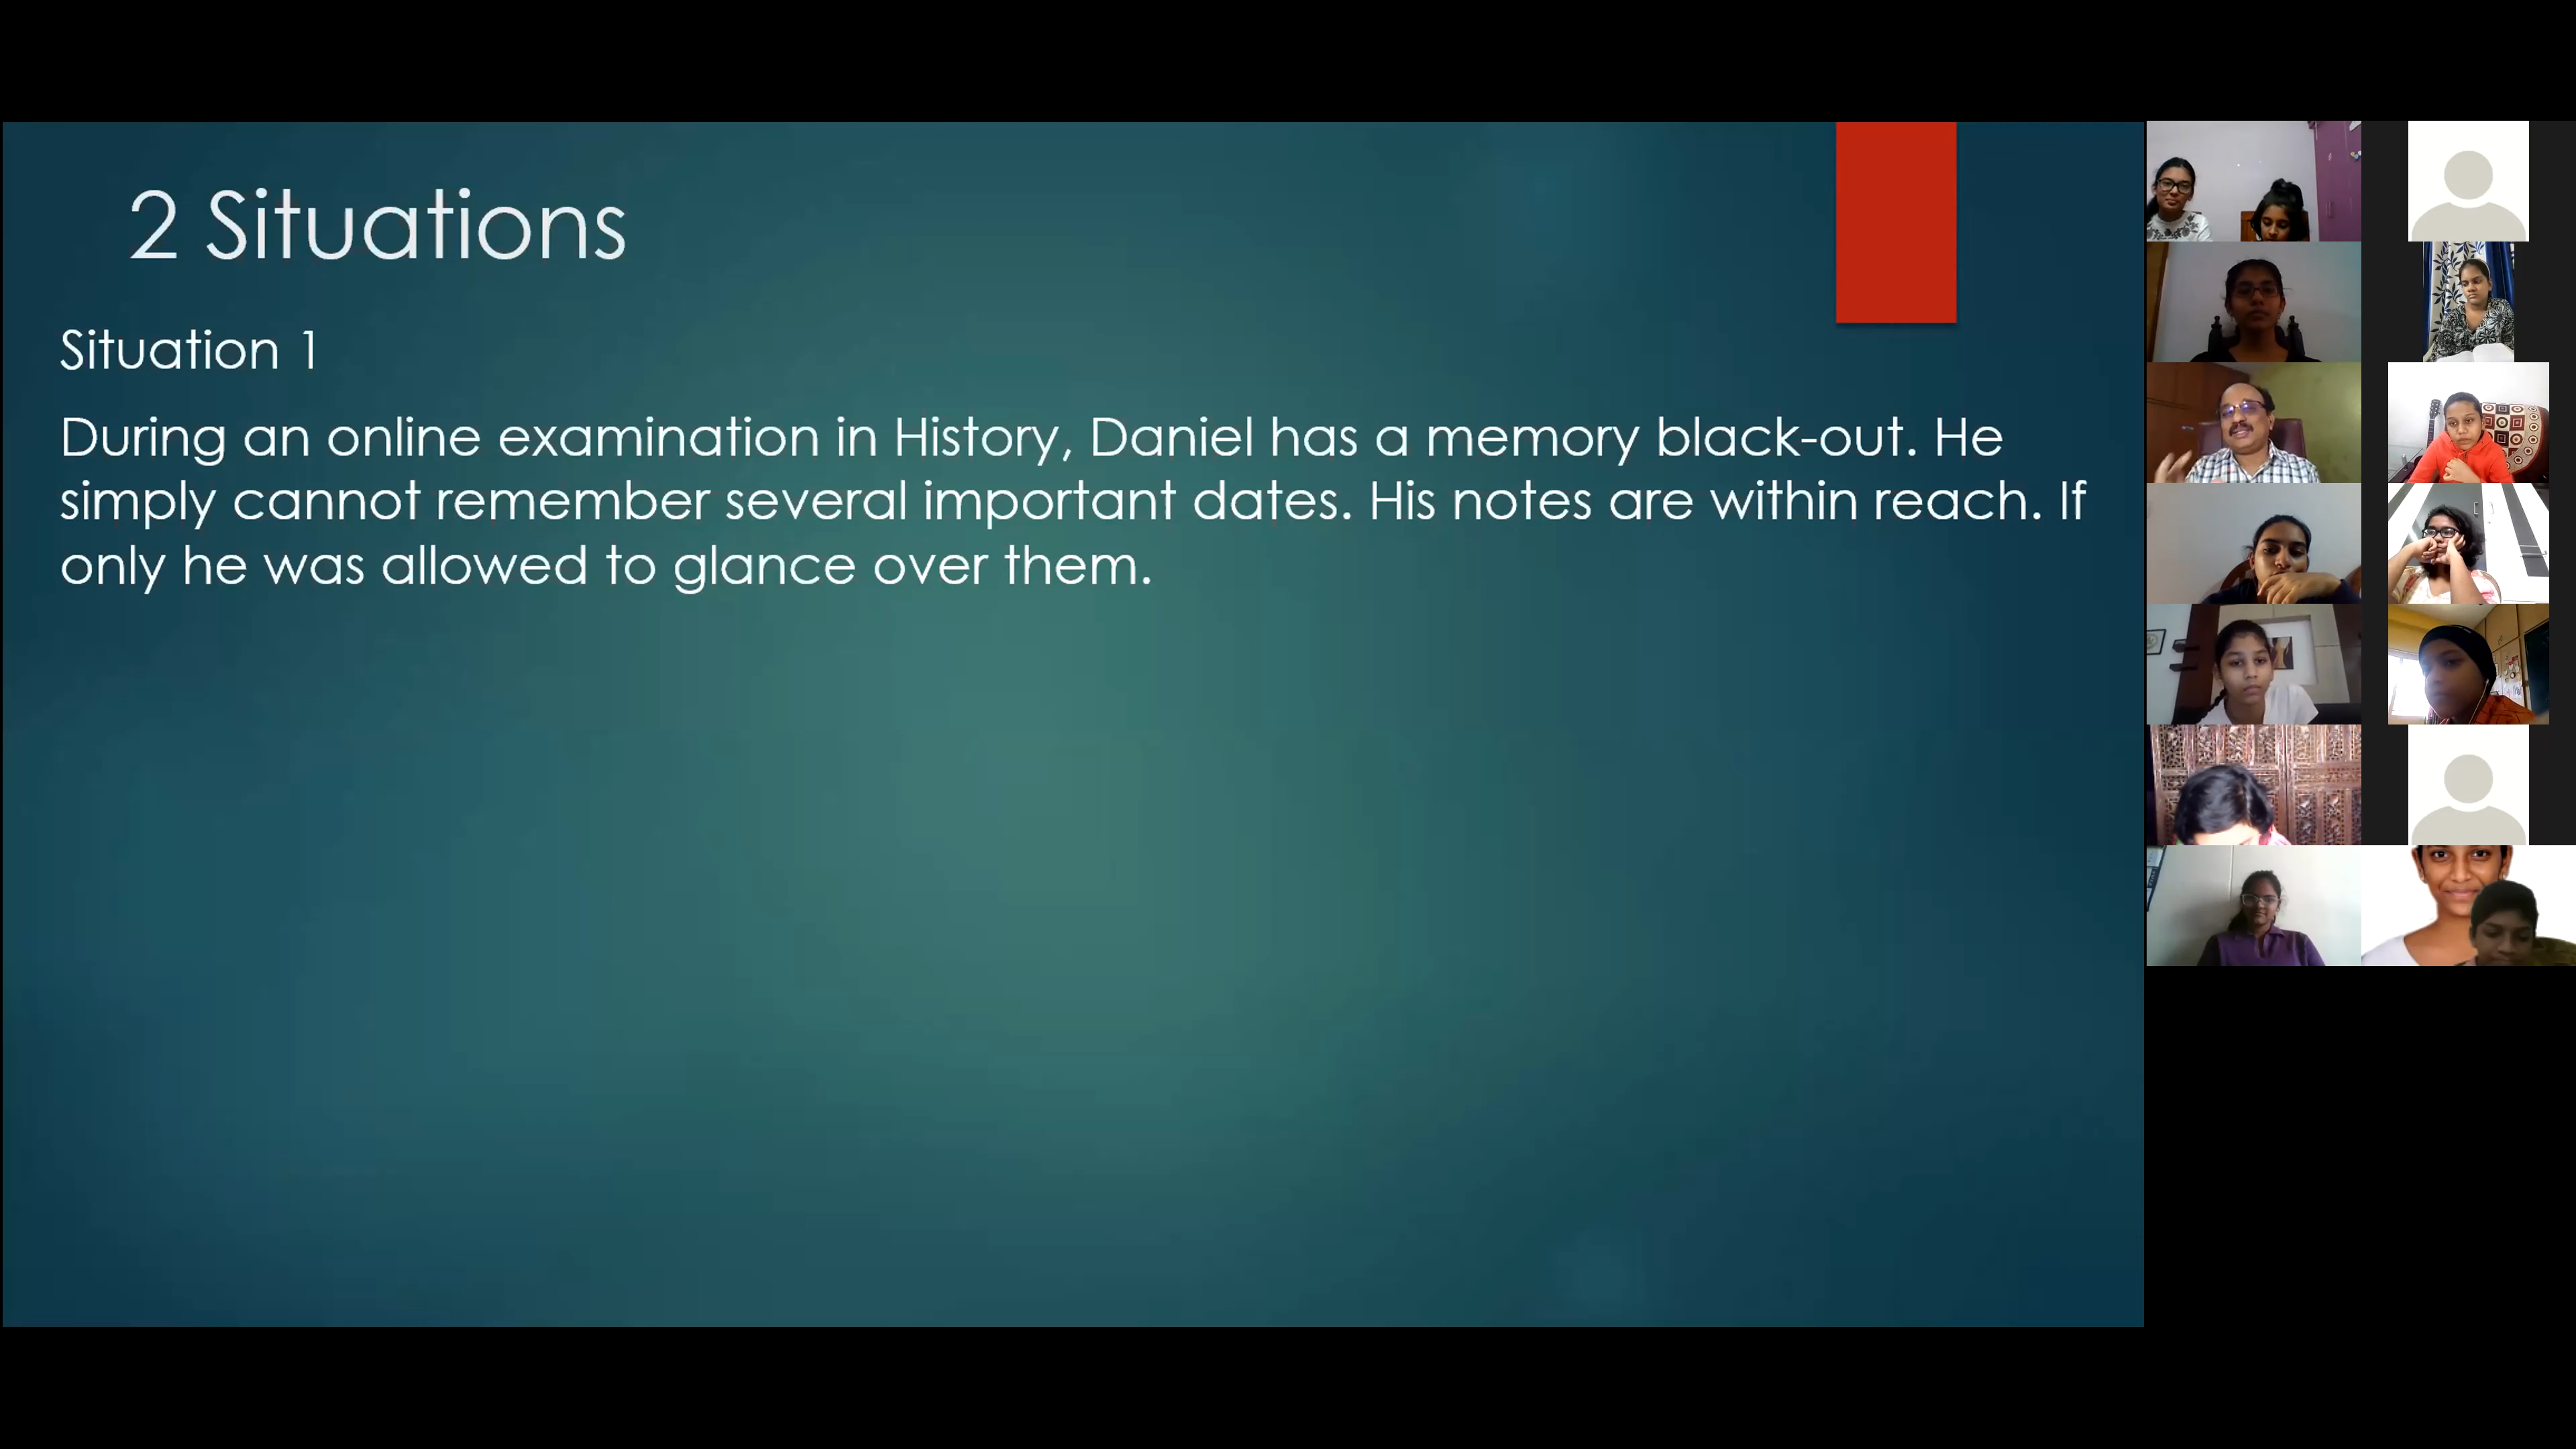 2 Situations
Situation 1
During an online examination in History, Daniel has a memory black-out. He
simply cannot remember several important dates. His notes are within reach. If
only he was allowed to glance over them.